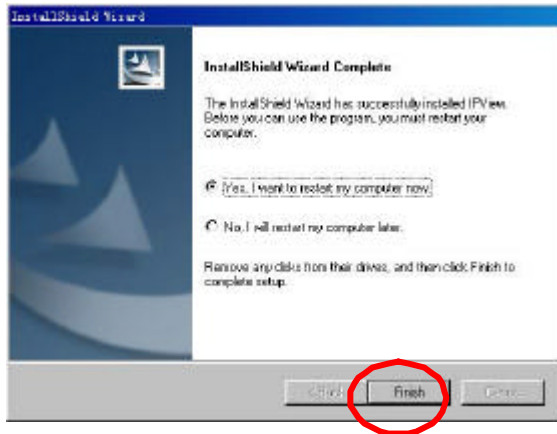 InstallShield Wizard
InstallShield Wizard Complete
The InstallShield Wizard has successfully installed IPView.
Before you can use the program, you must restart your
computer.
Yes, I want to restart my computer now.
No, I will restart my computer later.
Remove any disks from their drives, and then click Finish to
complete setup.
< Back
Finish
Cancel